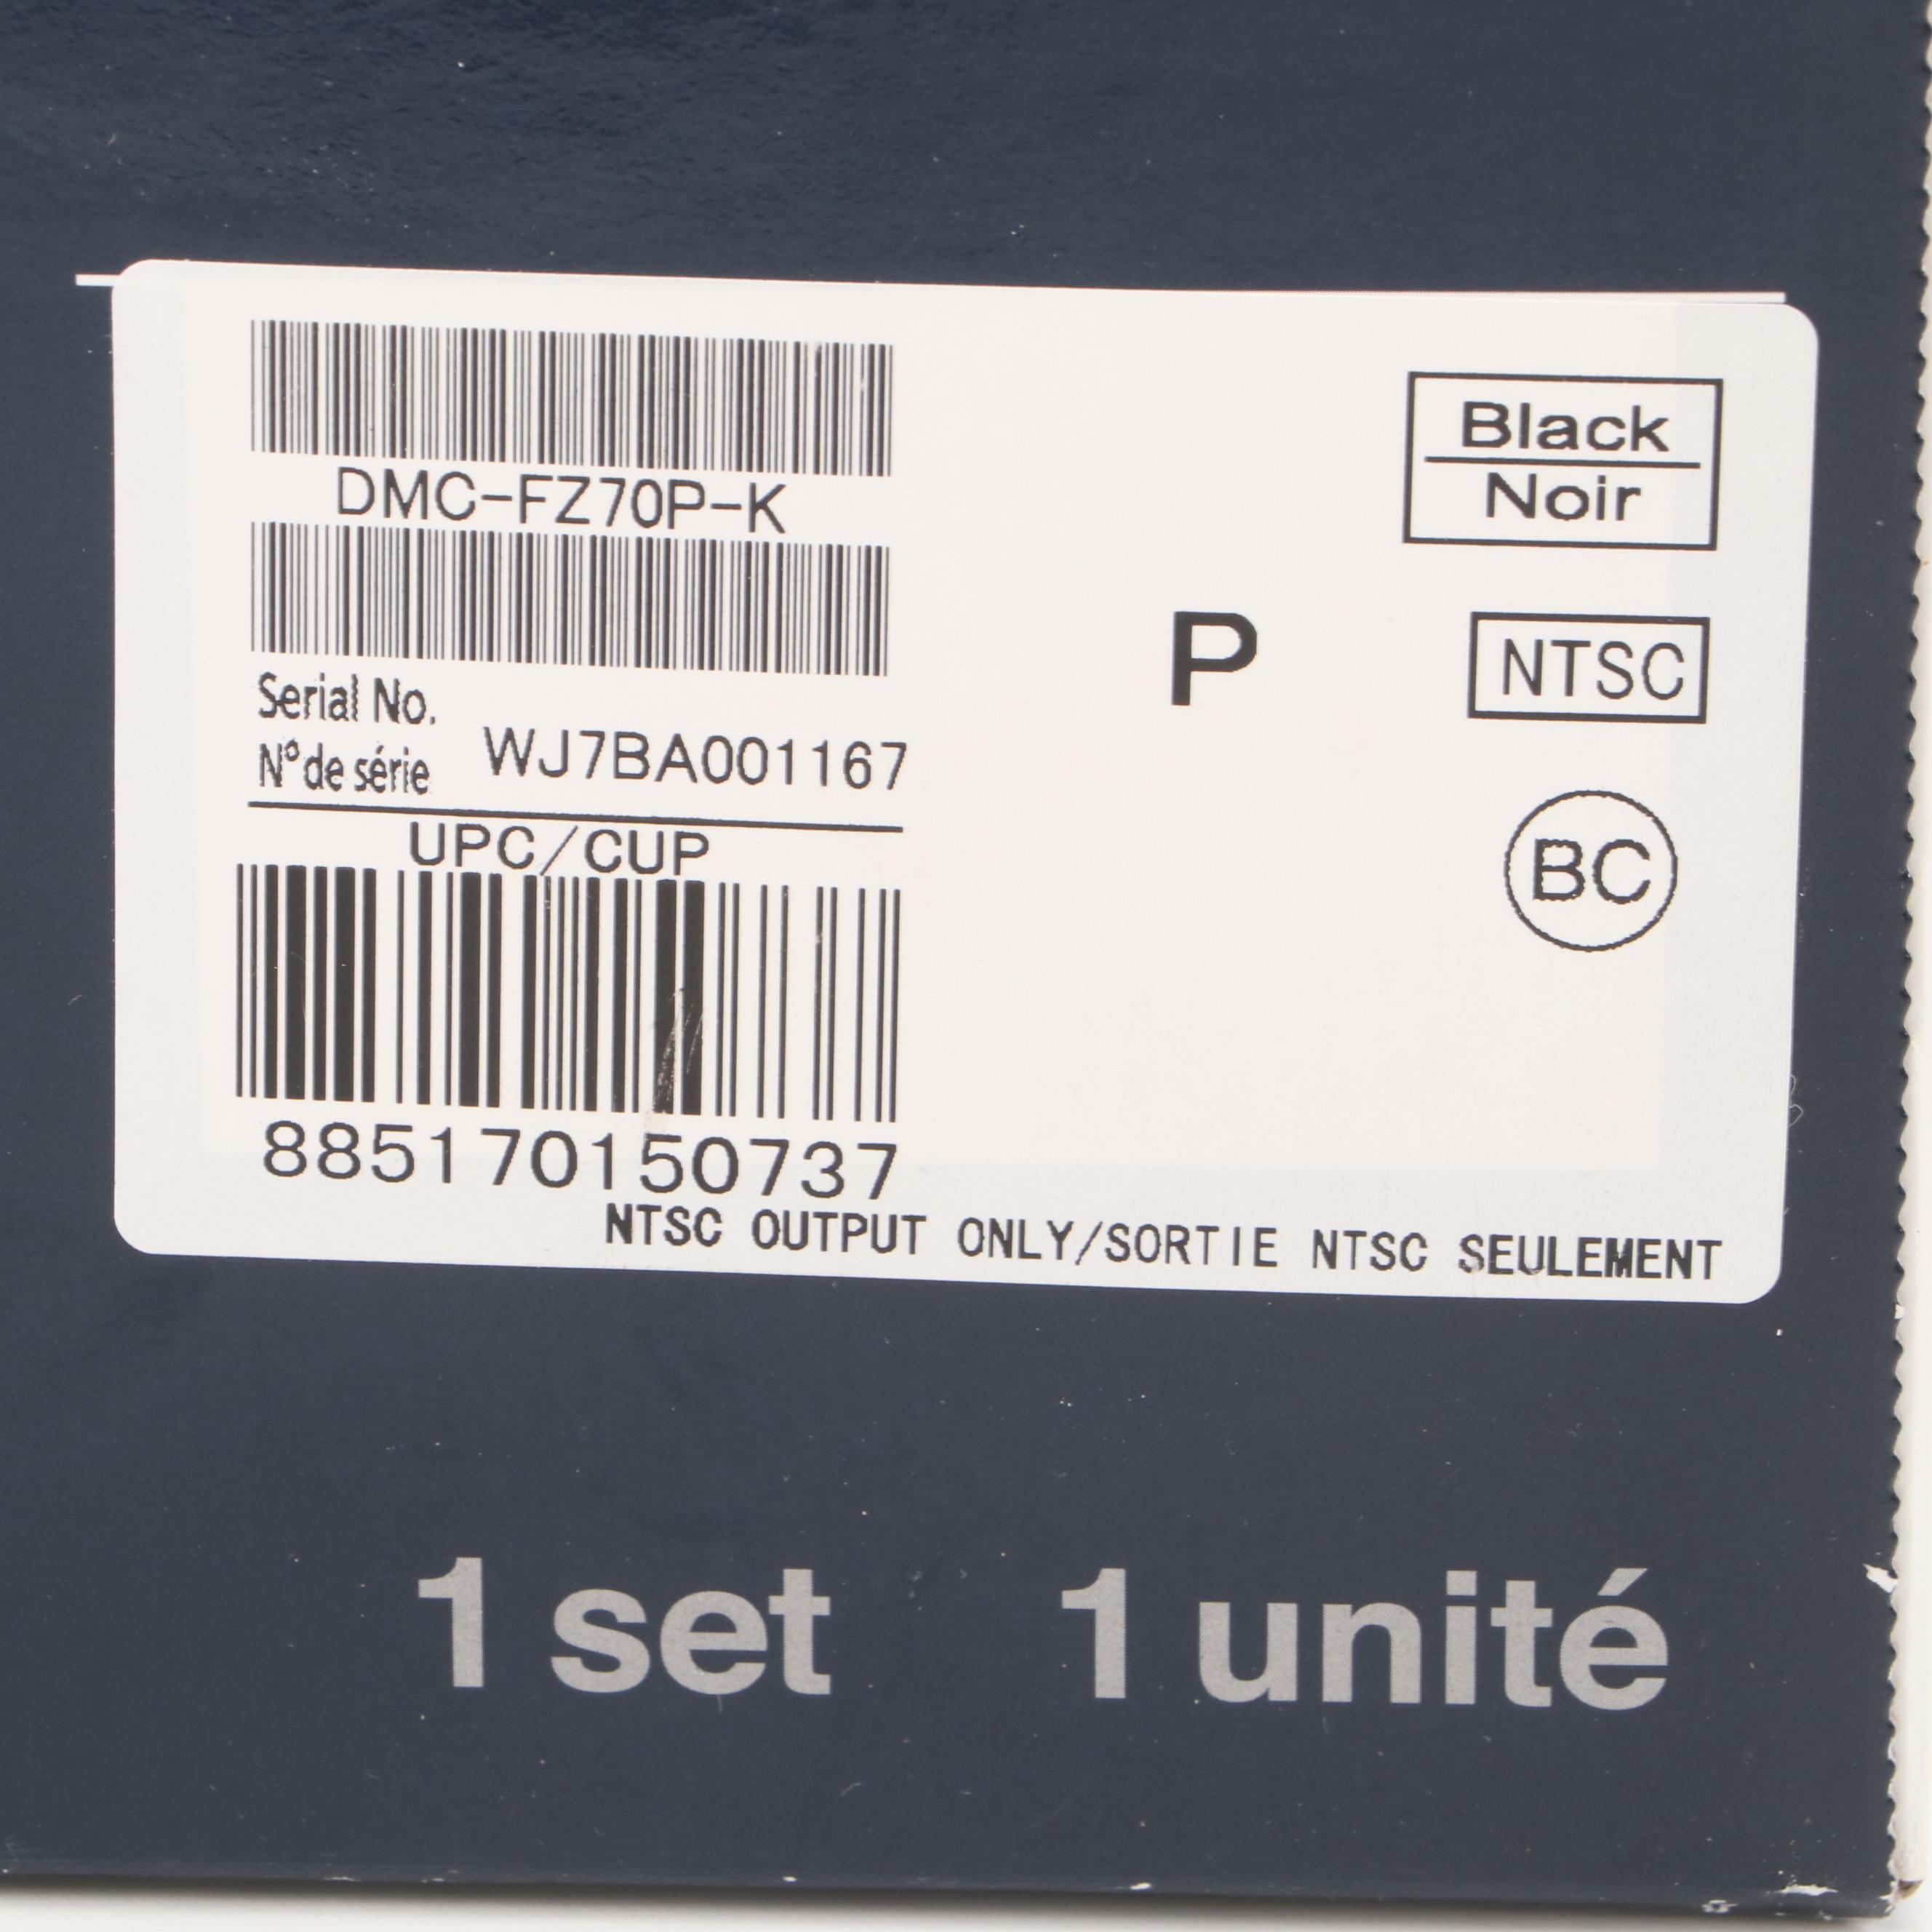 DMC-FZ70P-K
Black
Noir
P
NTSC
Serial No.
N° de série WJ7BA001167
UPC/CUP
BC
885170150737
NTSC OUTPUT ONLY/SORTIE NTSC SEULEMENT
1 set 1 unité